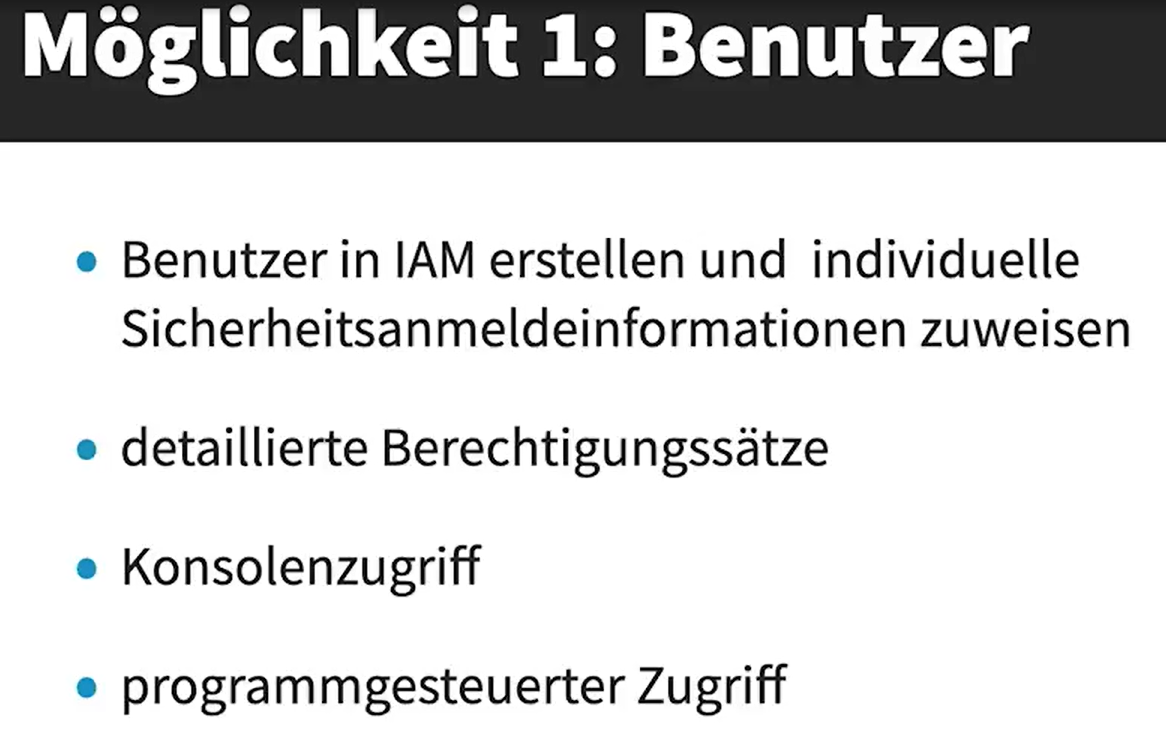 Möglichkeit 1: Benutzer
• Benutzer in IAM erstellen und  individuelle
Sicherheitsanmeldeinformationen zuweisen
• detaillierte Berechtigungssätze
• Konsolenzugriff
• programmgesteuerter Zugriff